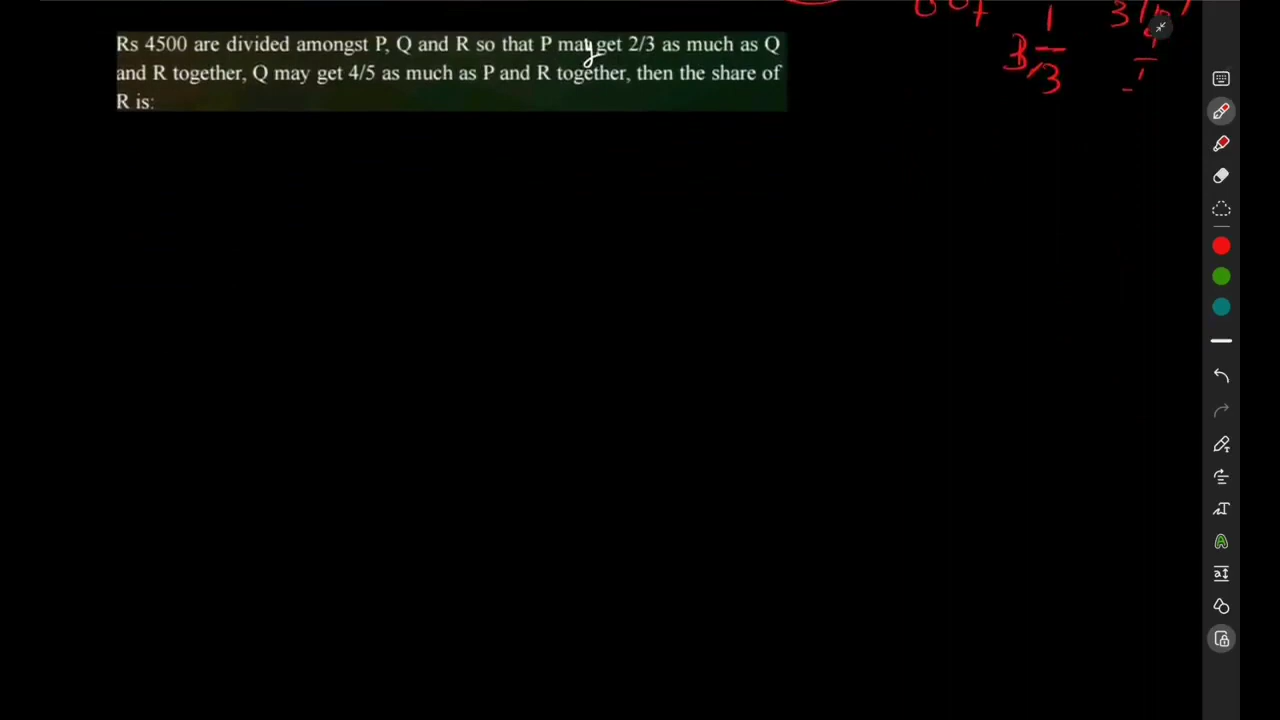 Rs 4500 are divided amongst P, Q and R so that P may get 2/3 as much as Q
and R together, Q may get 4/5 as much as P and R together, then the share of
R is: